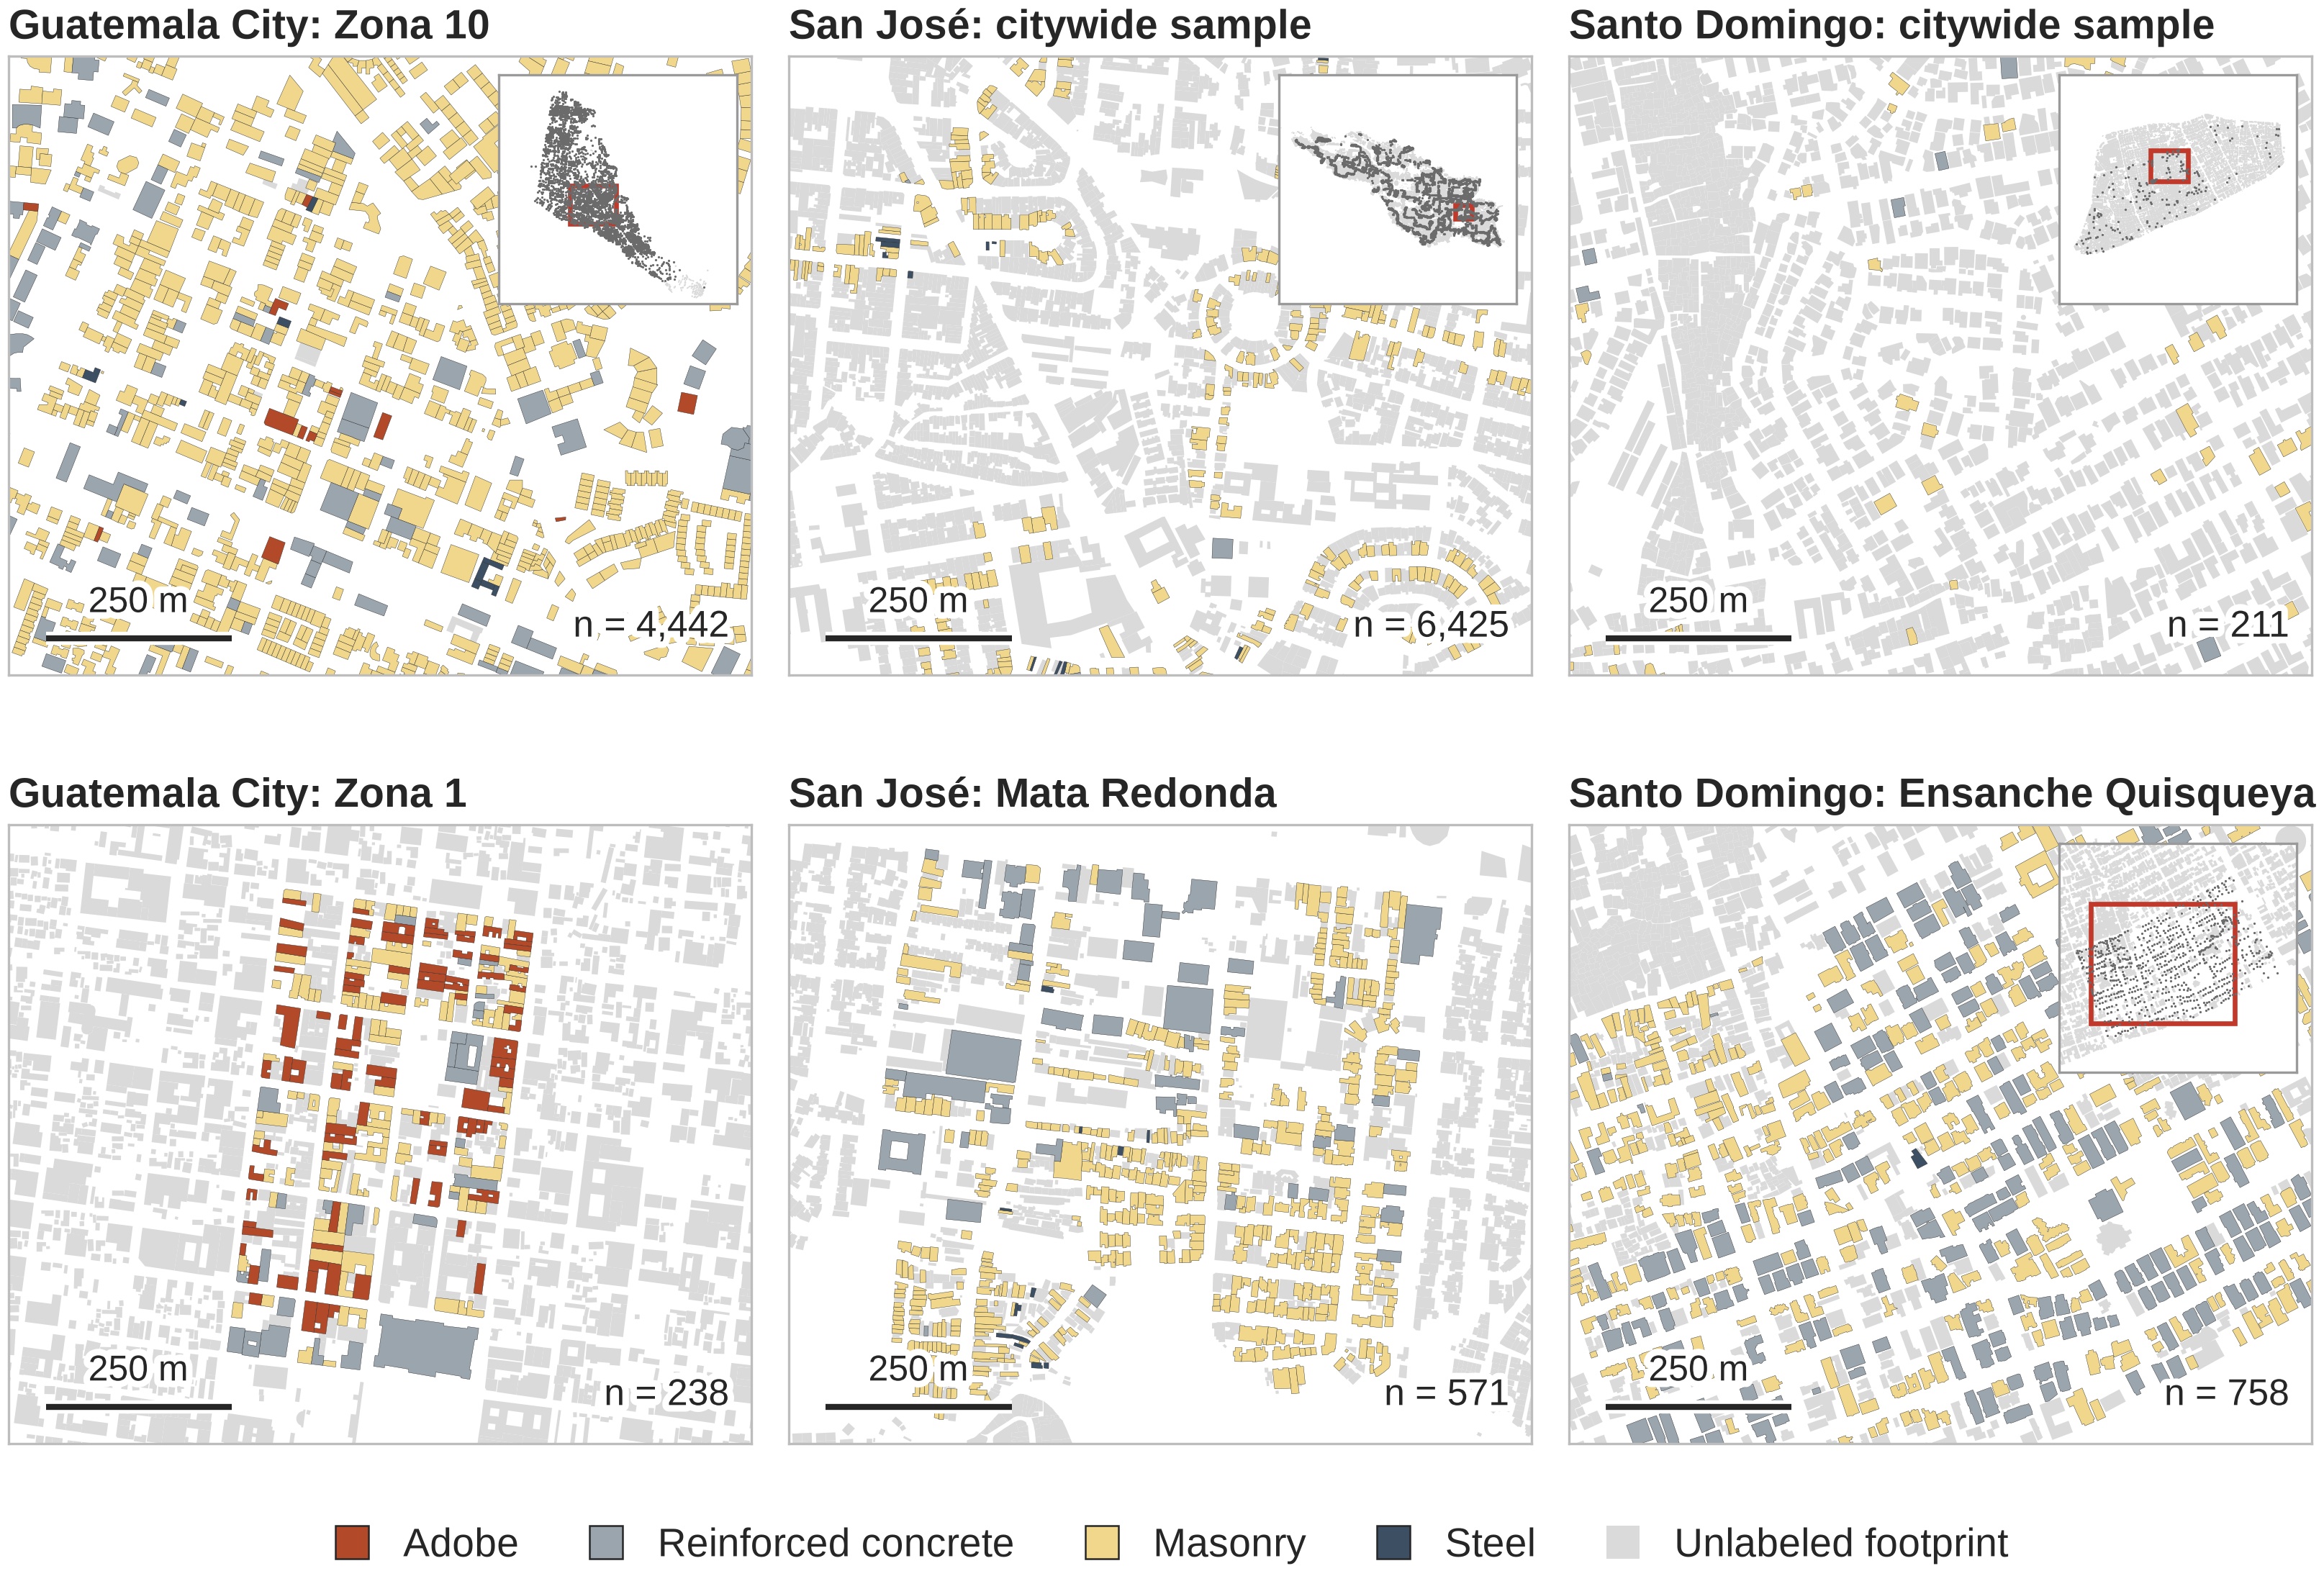 Guatemala City: Zona 10
San José: citywide sample
Santo Domingo: citywide sample
250 m
n = 4,442
250 m
n = 6,425
250 m
n = 211
Guatemala City: Zona 1
San José: Mata Redonda
Santo Domingo: Ensanche Quisqueya
250 m
n = 238
250 m
n = 571
250 m
n = 758
Adobe
Reinforced concrete
Masonry
Steel
Unlabeled footprint